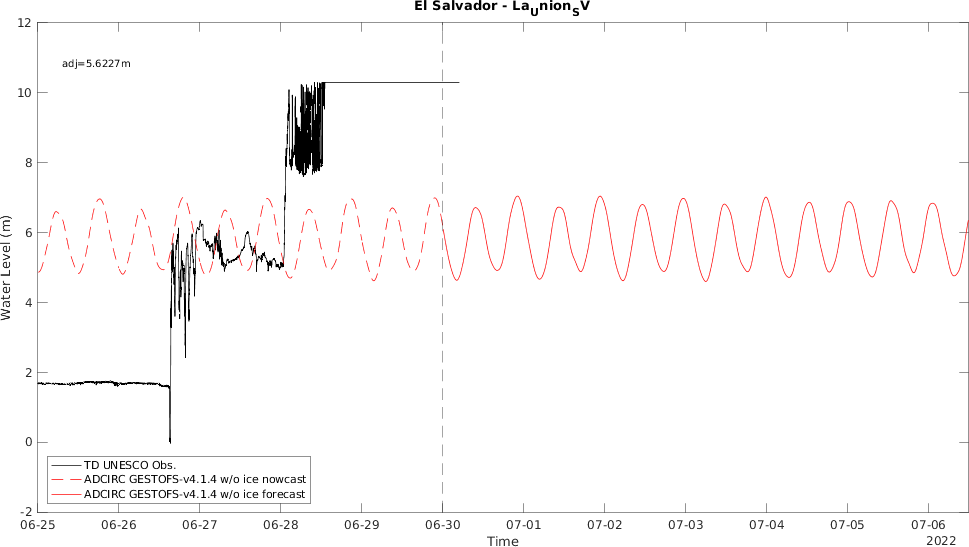 El Salvador - LaUnionSV
12
10
8
6
4
2
0
-2
adj=5.6227m
Water Level (m)
TD UNESCO Obs.
ADCIRC GESTOFS-v4.1.4 w/o ice nowcast
ADCIRC GESTOFS-v4.1.4 w/o ice forecast
06-25 06-26 06-27 06-28 06-29 06-30 07-01 07-02 07-03 07-04 07-05 07-06
Time
2022